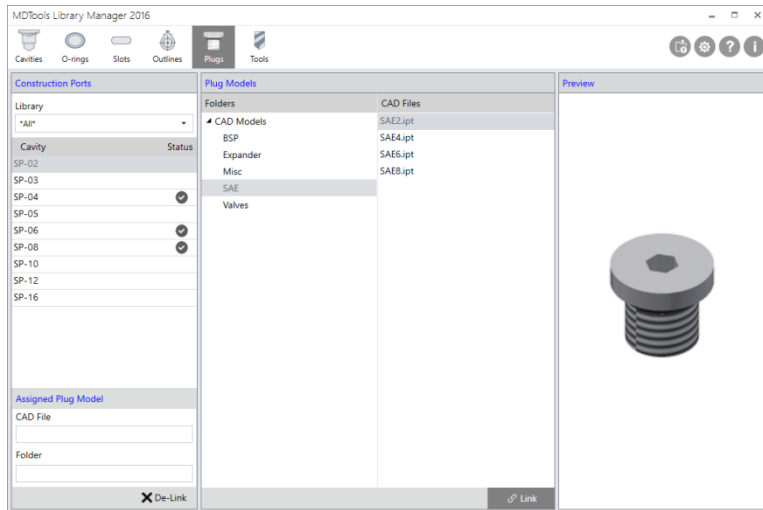 MDTools Library Manager 2016
Cavities O-rings Slots Outlines Plugs Tools
Construction Ports
Library
*All*
Cavity Status
SP-02
SP-03
SP-04
SP-05
SP-06
SP-08
SP-10
SP-12
SP-16
Assigned Plug Model
CAD File
Folder
De-Link
Plug Models
Folders CAD Files
CAD Models
BSP
Expander
Misc
SAE
Valves
SAE2.ipt
SAE4.ipt
SAE6.ipt
SAE8.ipt
Link
Preview